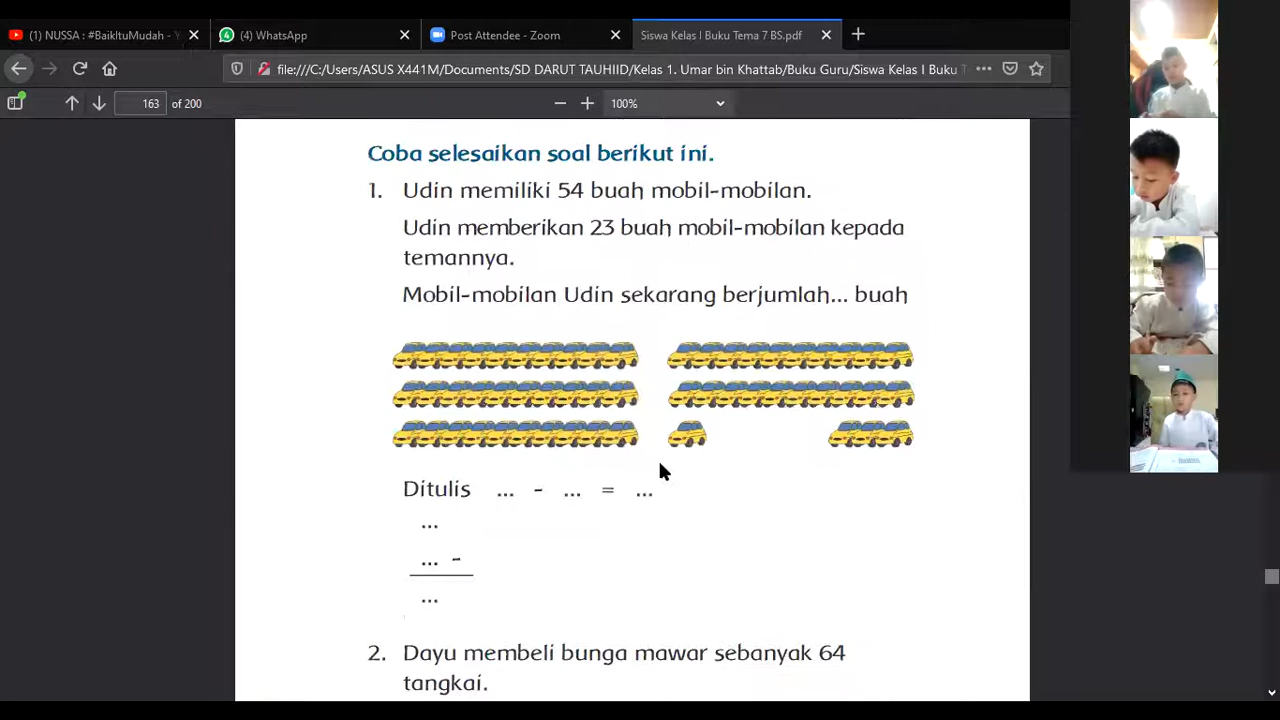 (1) NUSSA : #BaikItuMudah -
(4) WhatsApp
Post Attendee - Zoom
Siswa Kelas I Buku Tema 7 BS.pdf
file:///C:/Users/ASUS X441M/Documents/SD DARUT TAUHIID/Kelas 1. Umar bin Khattab/Buku Guru/Siswa Kelas I Buku
163 of 200
100%
Coba selesaikan soal berikut ini.
1. Udin memiliki 54 buah mobil-mobilan.
Udin memberikan 23 buah mobil-mobilan kepada
temannya.
Mobil-mobilan Udin sekarang berjumlah... buah
Ditulis ... - ... = ...
...
... -
...
2. Dayu membeli bunga mawar sebanyak 64
tangkai.